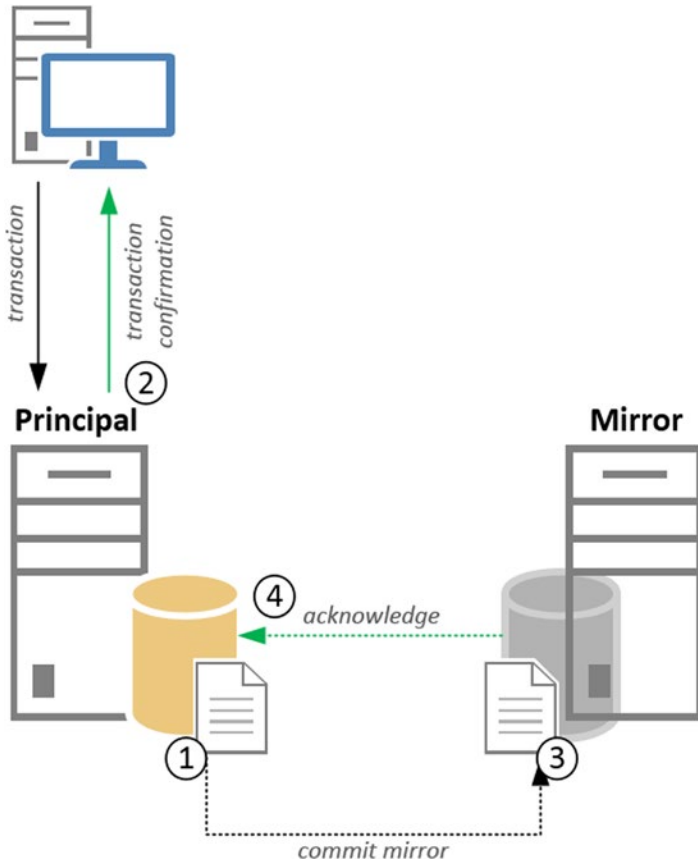 transaction
transaction
confirmation
2
Principal
Mirror
4
acknowledge
1
3
commit mirror